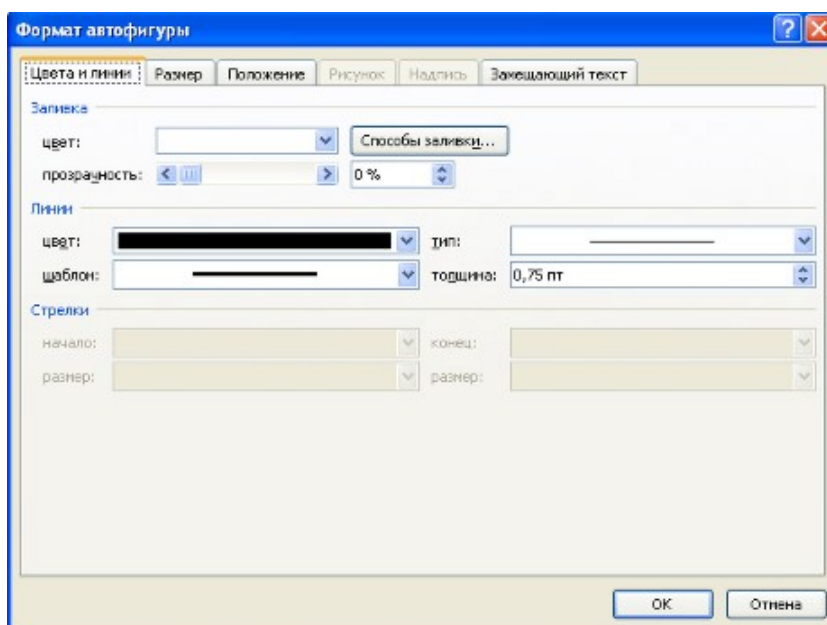 Формат автофигуры
Цвета и линии Размер Положение Рисунок Надпись Замещающий текст
Заливка
цвет: Способы заливки...
прозрачность: 0 %
Линии
цвет: тип:
шаблон: толщина: 0,75 пт
Стрелки
начало: конец:
размер: размер:
ОК Отмена